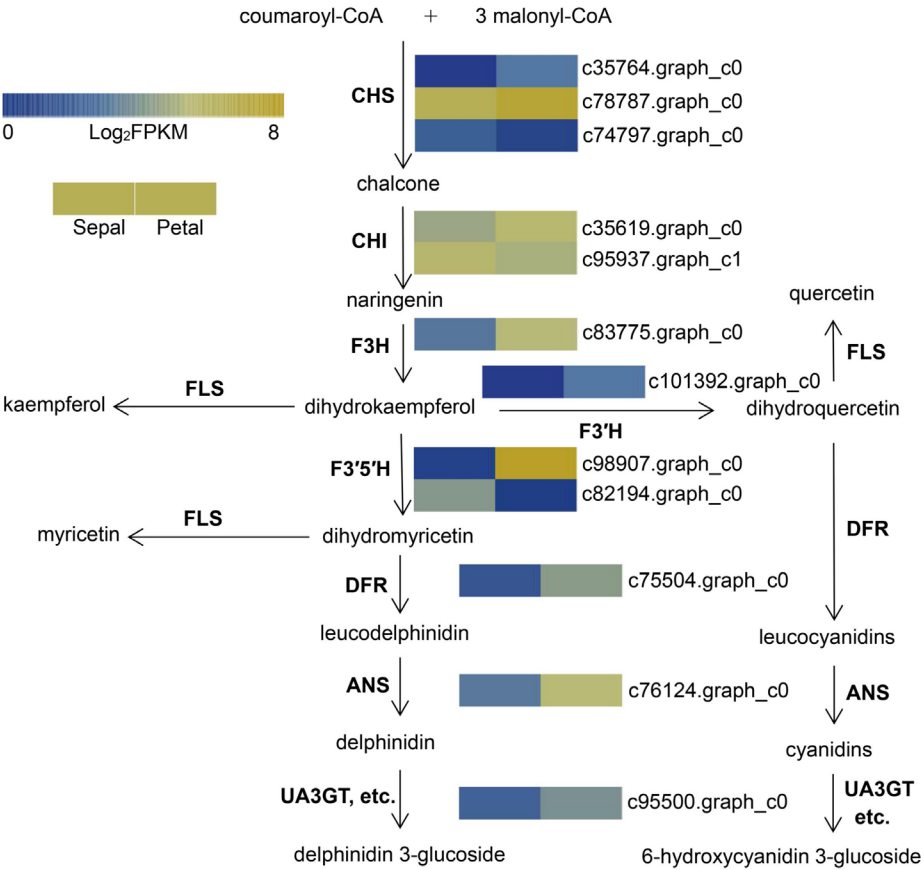 coumaroyl-CoA + 3 malonyl-CoA
c35764.graph_c0
CHS
c78787.graph_c0
0 Log₂FPKM 8
c74797.graph_c0
chalcone
Sepal Petal
c35619.graph_c0
CHI
c95937.graph_c1
naringenin
quercetin
c83775.graph_c0
F3H
FLS
c101392.graph_c0
FLS
kaempferol
dihydrokaempferol
dihydroquercetin
F3'H
F3'5'H
c98907.graph_c0
c82194.graph_c0
FLS
myricetin
dihydromyricetin
DFR
DFR
c75504.graph_c0
leucodelphinidin
leucocyanidins
ANS
c76124.graph_c0
ANS
delphinidin
cyanidins
UA3GT, etc.
c95500.graph_c0
UA3GT
etc.
delphinidin 3-glucoside
6-hydroxycyanidin 3-glucoside